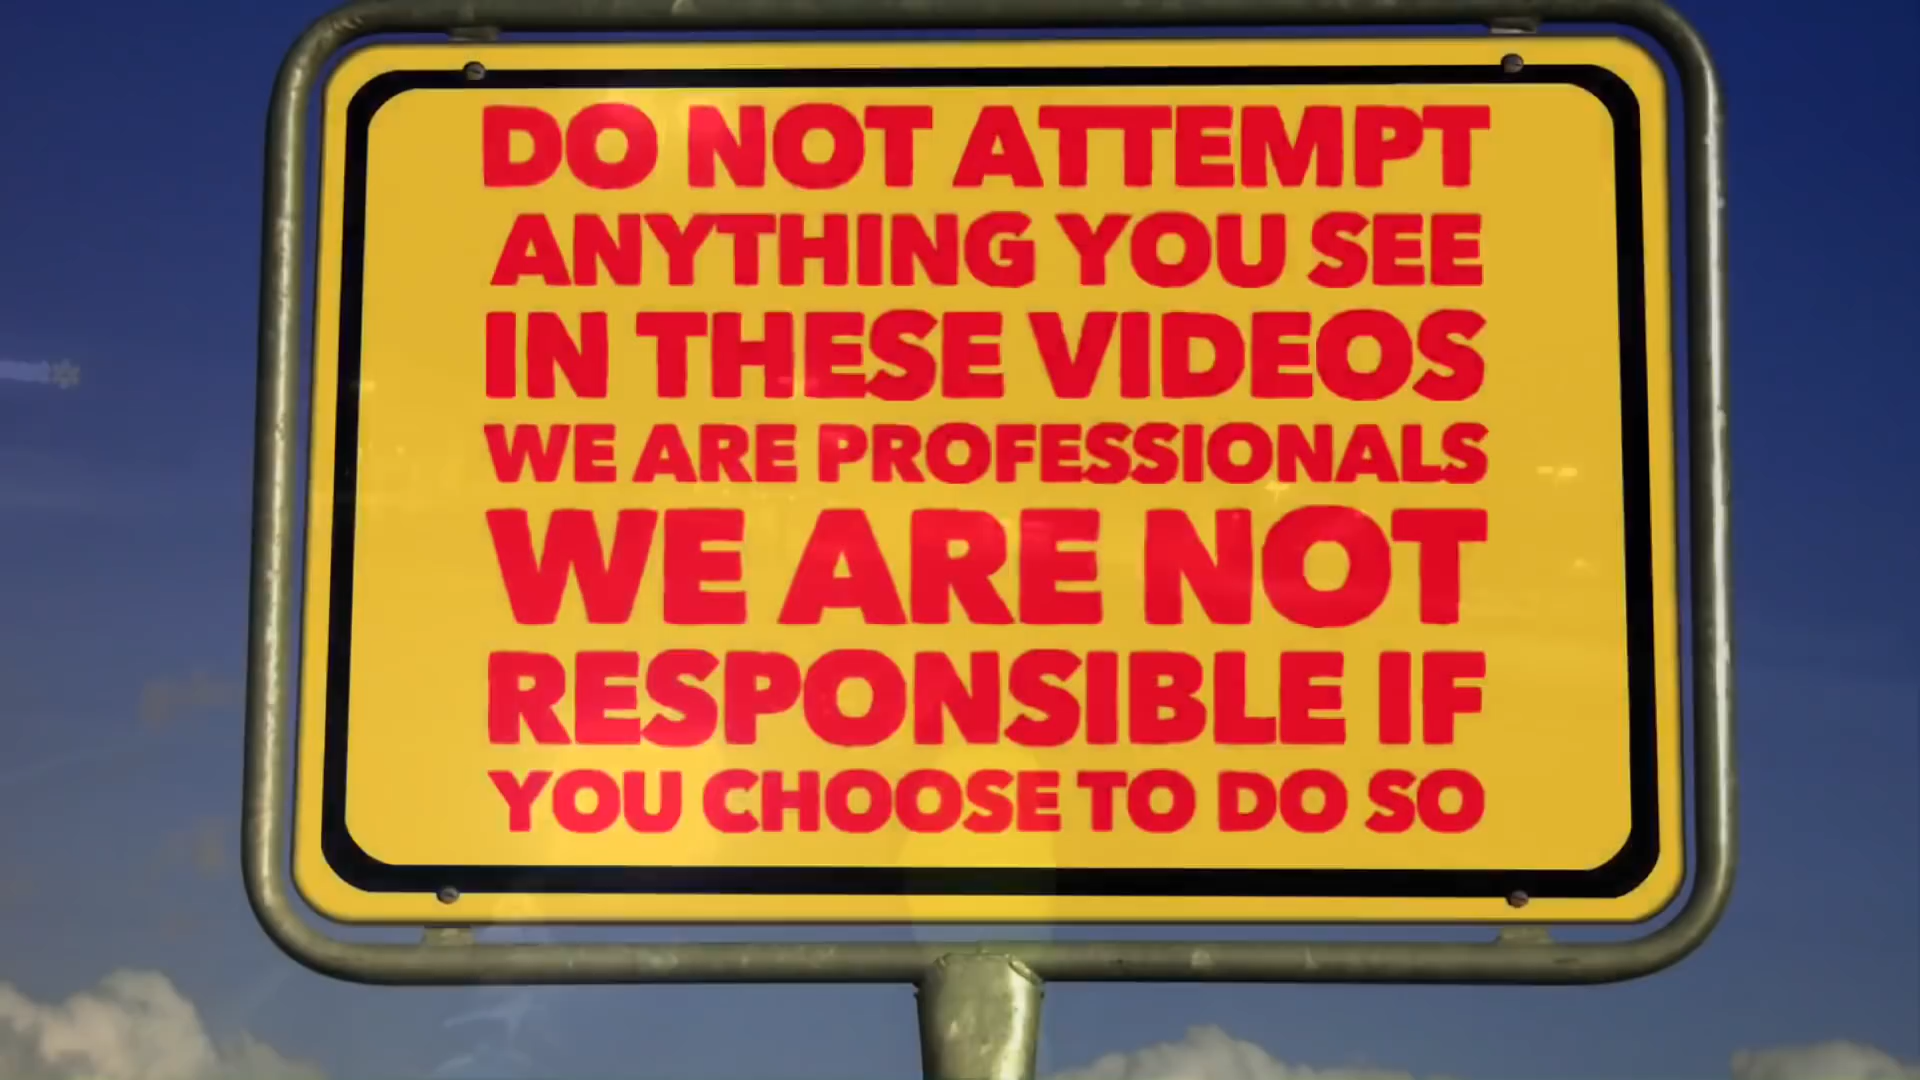 DO NOT ATTEMPT
ANYTHING YOU SEE
IN THESE VIDEOS
WE ARE PROFESSIONALS
WE ARE NOT
RESPONSIBLE IF
YOU CHOOSE TO DO SO